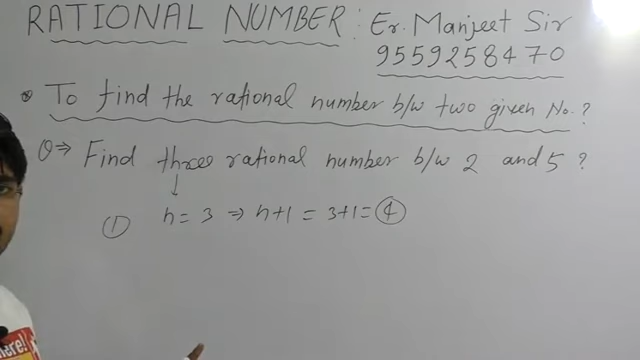 RATIONAL NUMBER : Er. Manjeet Sir
9559258470
To find the rational number b/w two given No. ?
Q⇒ Find three rational number b/w 2 and 5 ?
↓
① n = 3 ⇒ n+1 = 3+1 = ④
here!